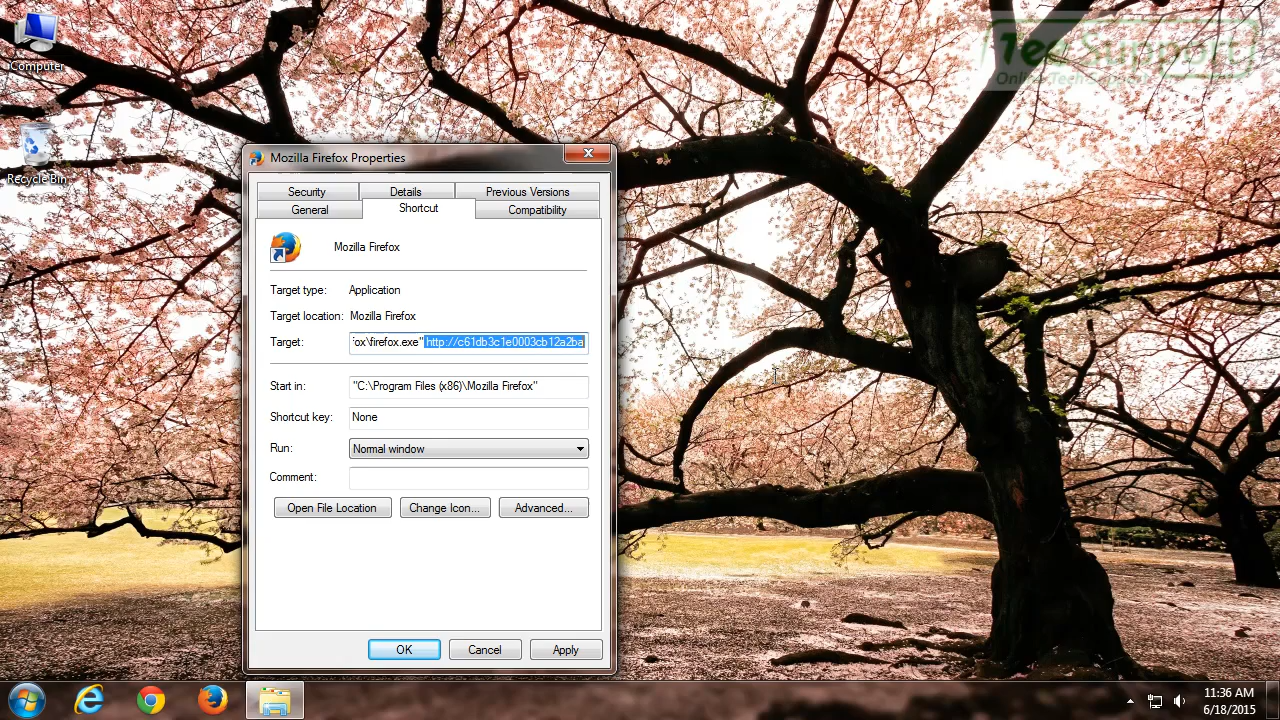 Tee Support
Computer
Recycle Bin
Mozilla Firefox Properties
Security
Details
Previous Versions
General
Shortcut
Compatibility
Mozilla Firefox
Target type: Application
Target location: Mozilla Firefox
Target: ox\firefox.exe" http://c61db3c1e0003cb12a2ba
Start in: "C:\Program Files (x86)\Mozilla Firefox"
Shortcut key: None
Run: Normal window
Comment:
Open File Location
Change Icon...
Advanced...
OK
Cancel
Apply
11:36 AM
6/18/2015